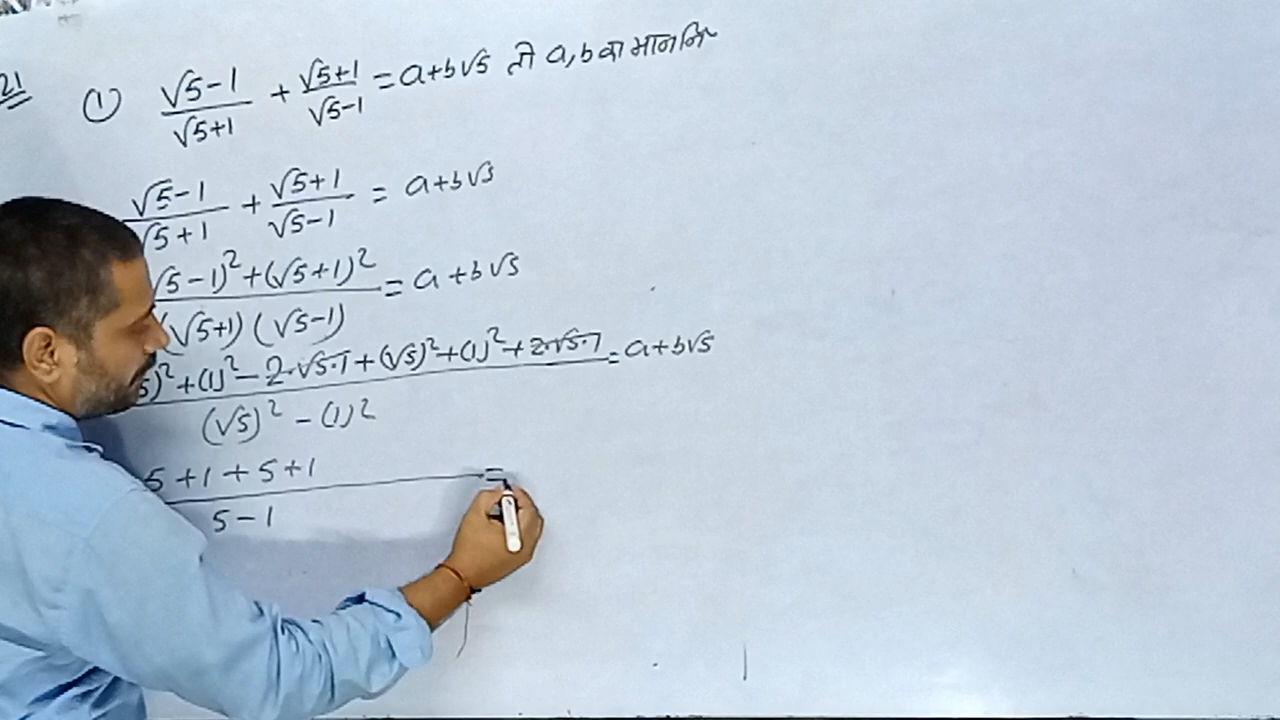 21 ① (√5-1)/(√5+1) + (√5+1)/(√5-1) = a+b√5 तो a,b का मान
(√5-1)/(√5+1) + (√5+1)/(√5-1) = a+b√5
(√5-1)²+(√5+1)² / (√5+1)(√5-1) = a+b√5
5)²+(1)²-2·√5·1+(√5)²+(1)²+2·√5·1 / (√5)²-(1)² = a+b√5
5+1+5+1 / 5-1 =